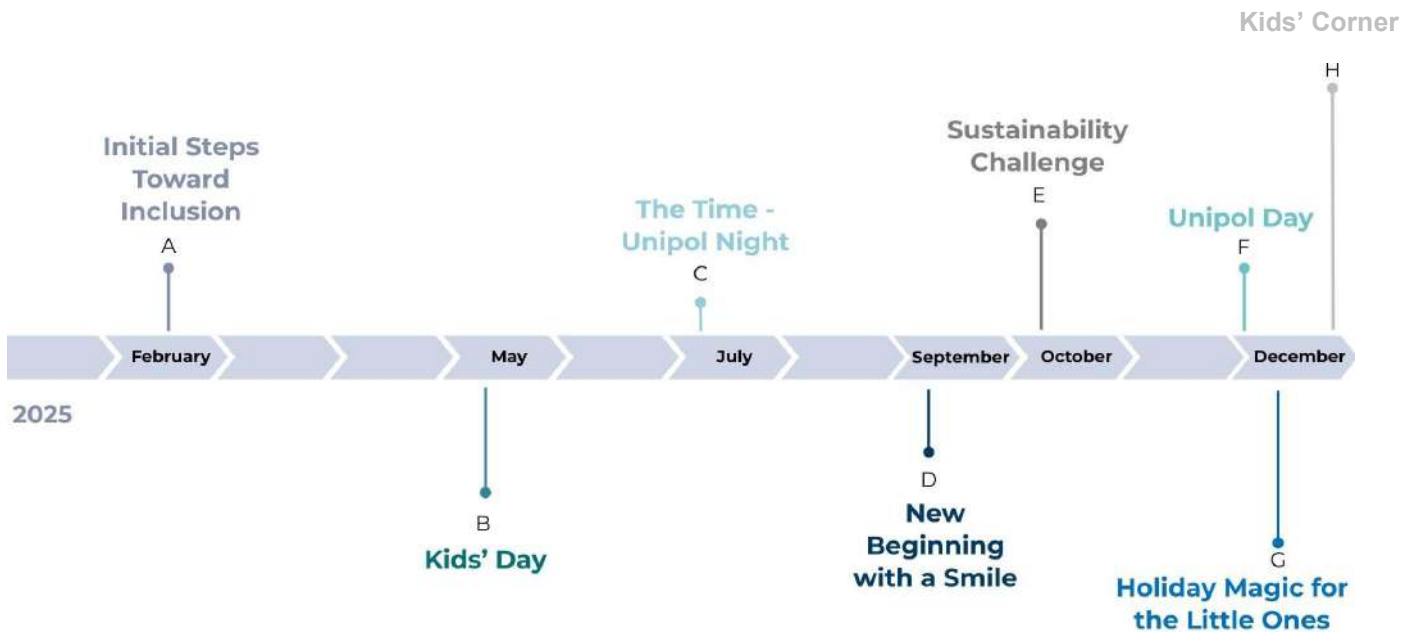 Kids’ Corner
H
Initial Steps
Toward
Inclusion
A
The Time -
Unipol Night
C
Sustainability
Challenge
E
Unipol Day
F
February
May
July
September
October
December
2025
B
Kids’ Day
D
New
Beginning
with a Smile
G
Holiday Magic for
the Little Ones